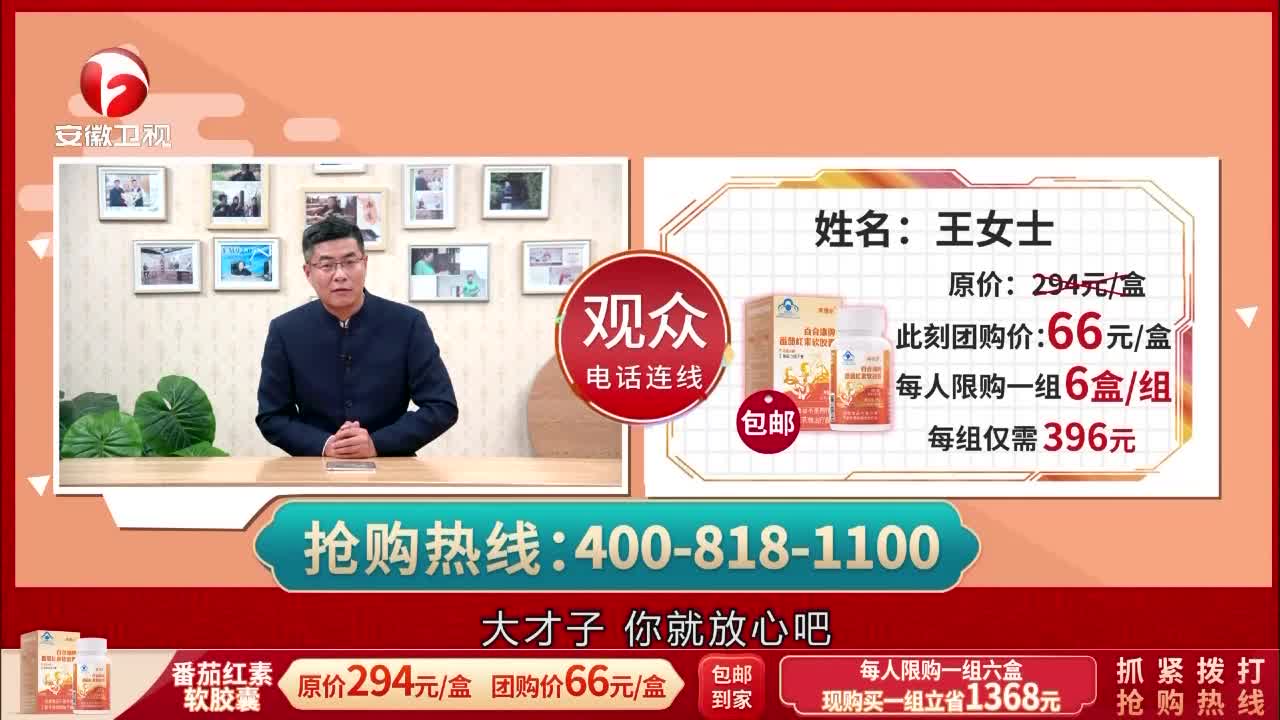 安徽卫视
姓名：王女士
原价：294元/盒
此刻团购价：66元/盒
每人限购一组6盒/组
每组仅需396元
包邮
观众
电话连线
抢购热线：400-818-1100
大才子 你就放心吧
番茄红素
软胶囊
原价294元/盒 团购价66元/盒
包邮
到家
每人限购一组六盒
现购买一组立省1368元
抓紧拨打
抢购热线